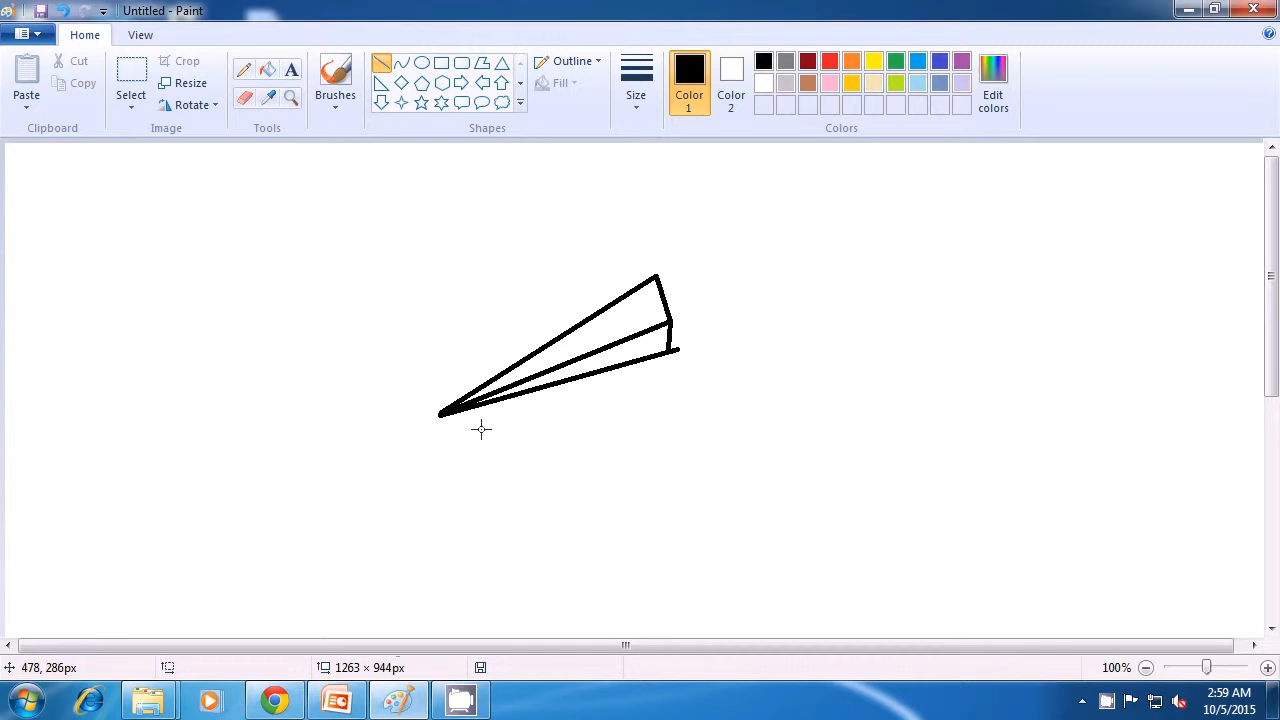 Untitled - Paint
Home View
Cut
Copy
Paste
Clipboard
Select
Crop
Resize
Rotate
Image
A
Tools
Brushes
Outline
Fill
Shapes
Size
Color 1
Color 2
Edit colors
Colors
478, 286px
1263 × 944px
100%
2:59 AM
10/5/2015